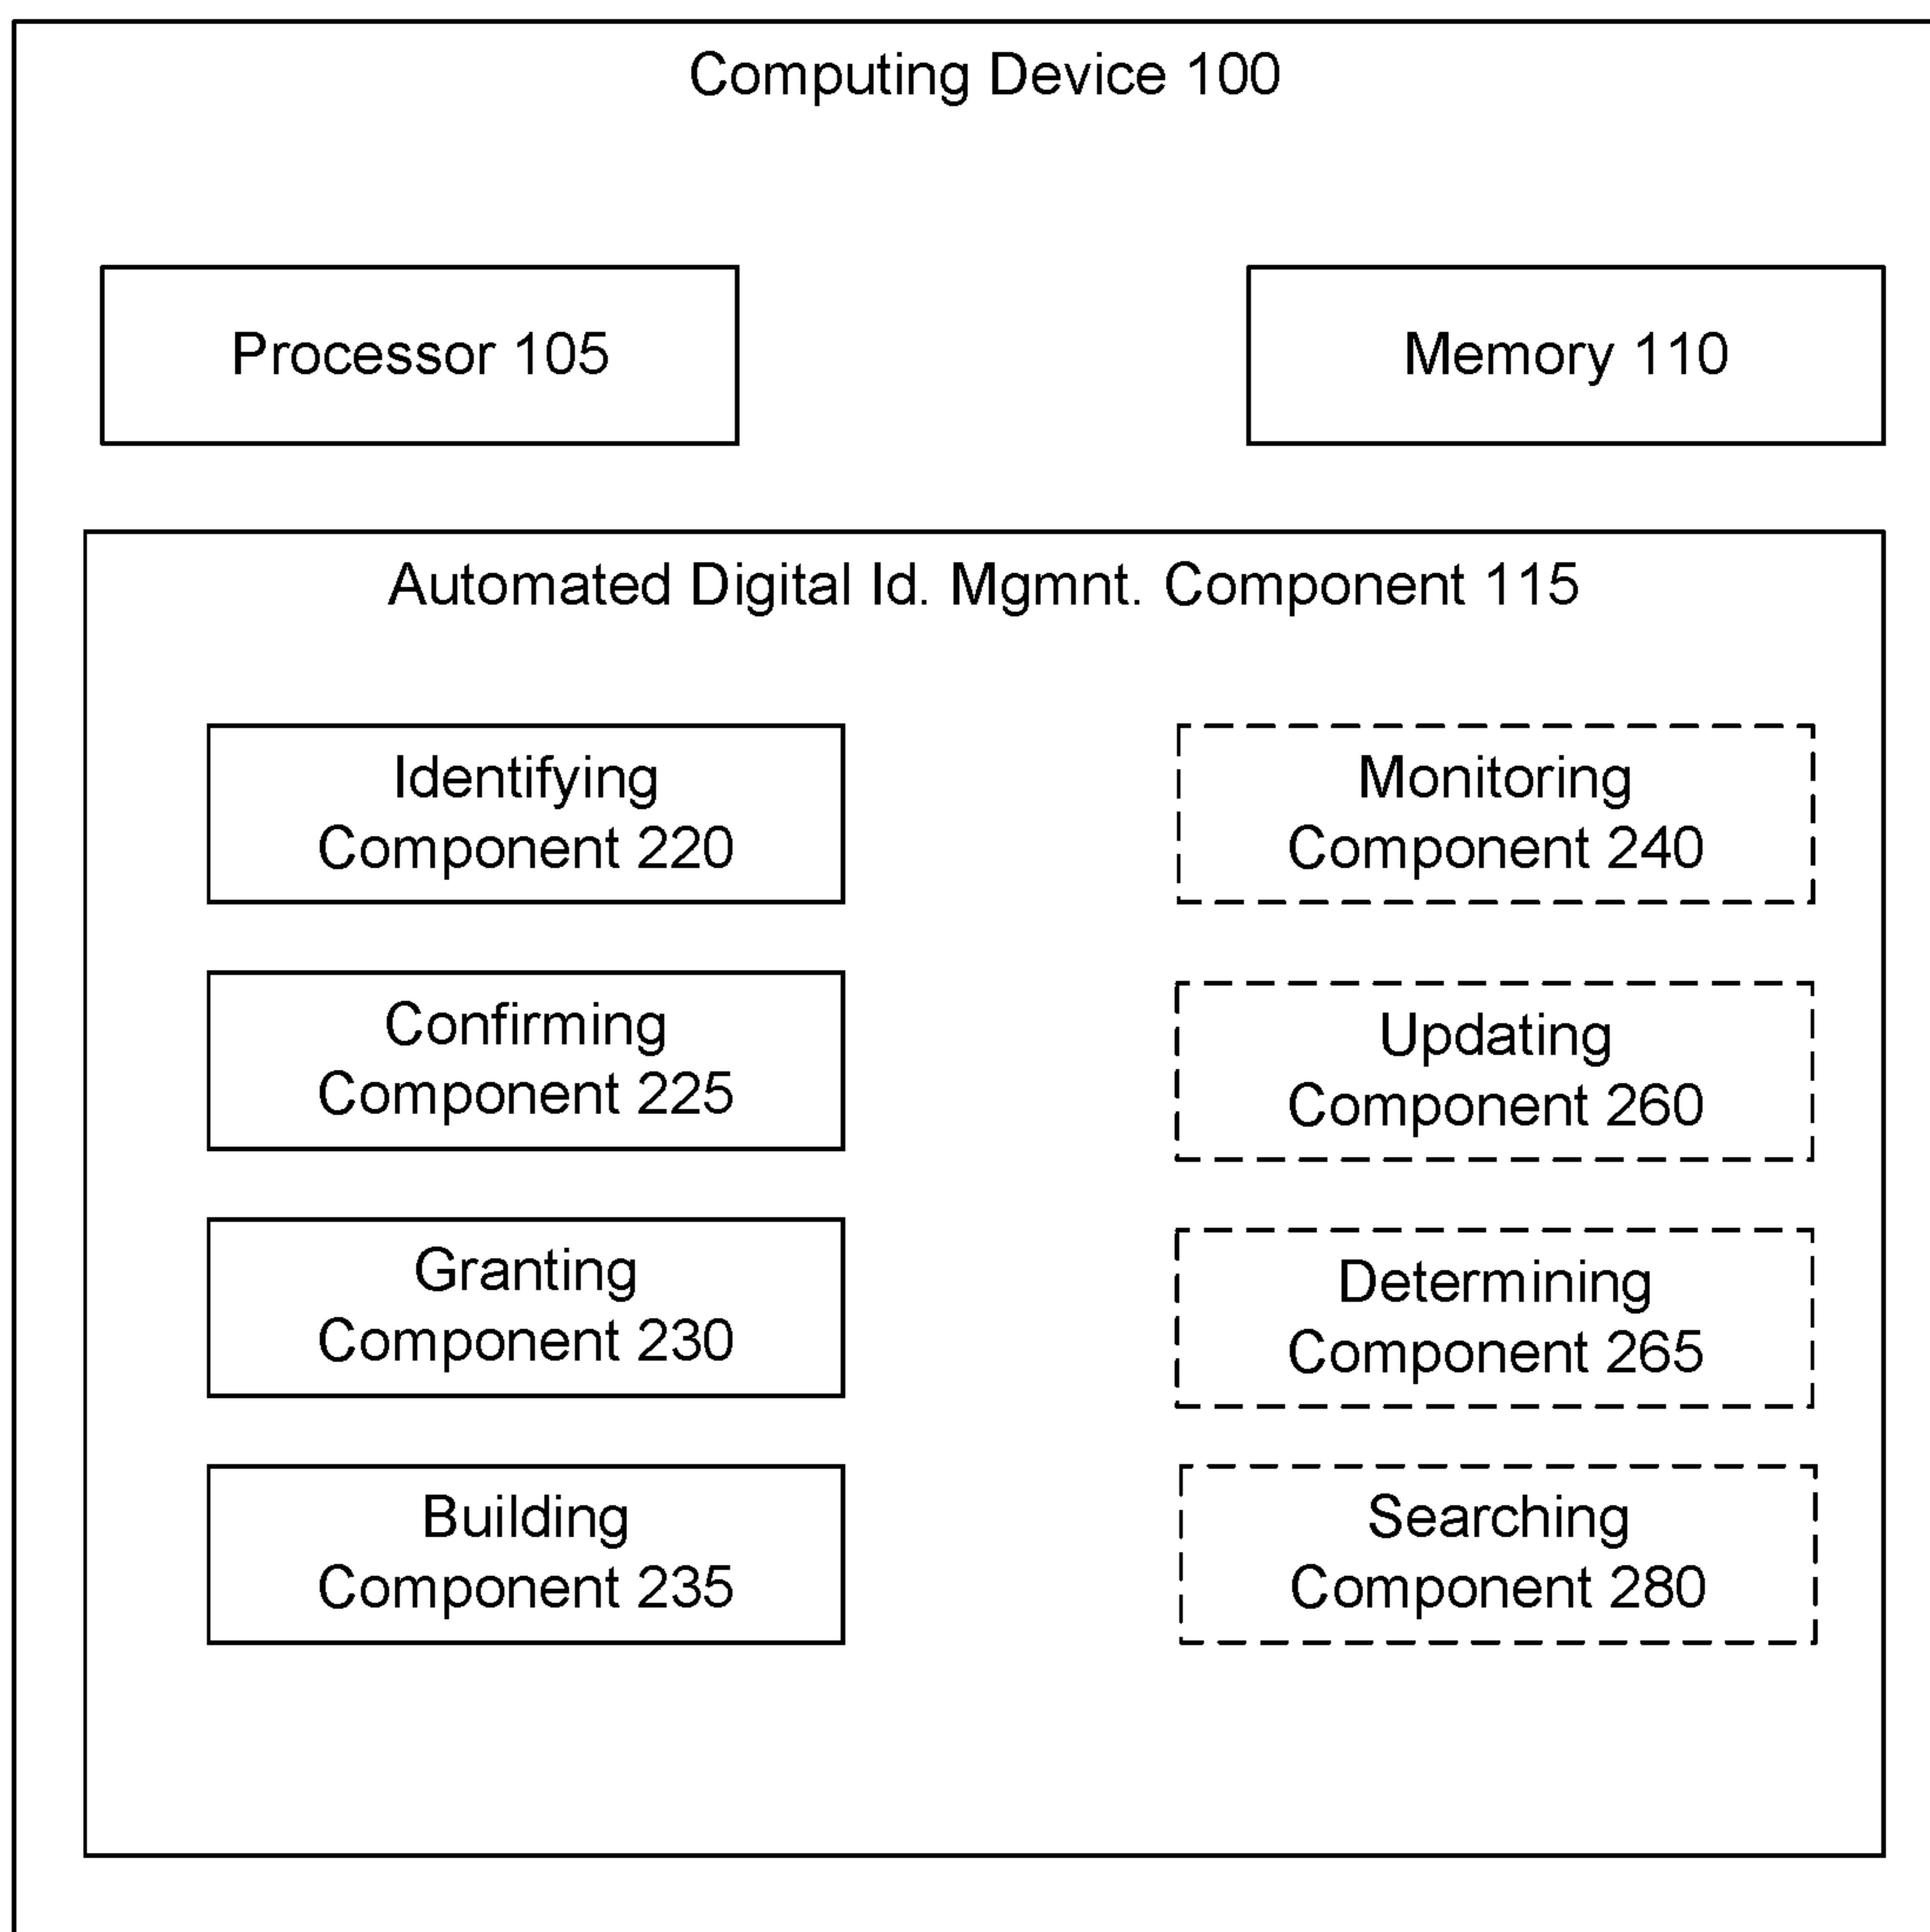 Computing Device 100
Processor 105
Memory 110
Automated Digital Id. Mgmnt. Component 115
Identifying
Component 220
Monitoring
Component 240
Confirming
Component 225
Updating
Component 260
Granting
Component 230
Determining
Component 265
Building
Component 235
Searching
Component 280